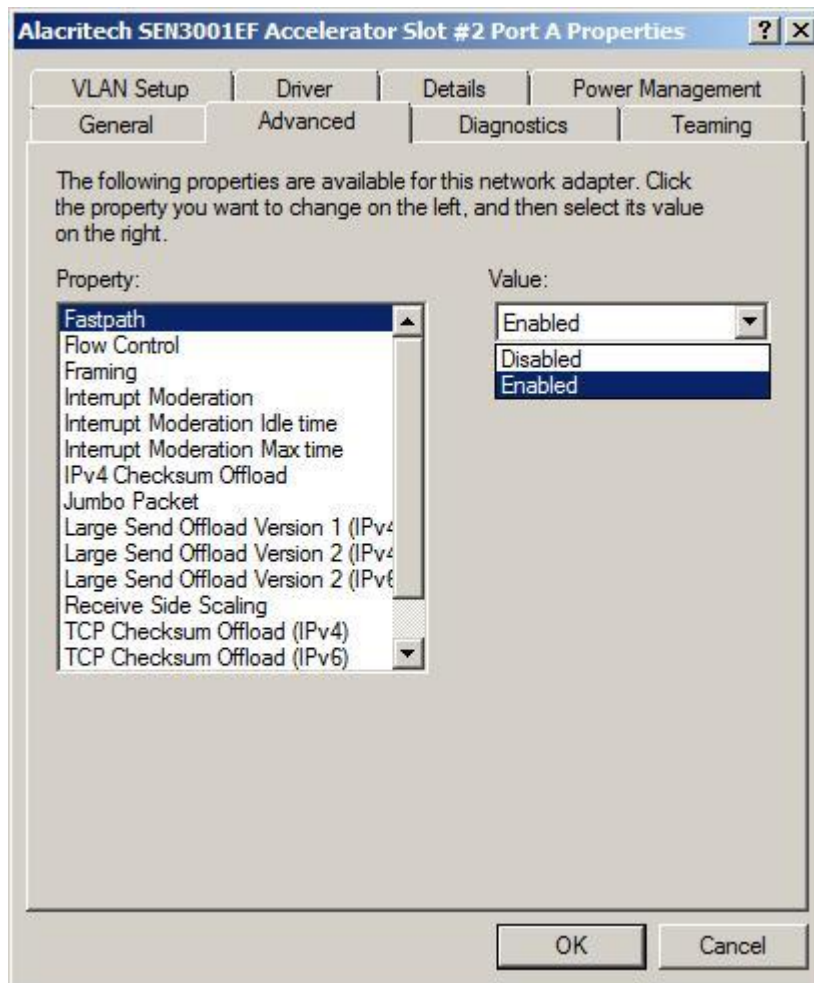 Alacritech SEN3001EF Accelerator Slot #2 Port A Properties
VLAN Setup
Driver
Details
Power Management
General
Advanced
Diagnostics
Teaming
The following properties are available for this network adapter. Click
the property you want to change on the left, and then select its value
on the right.
Property:
Value:
Fastpath
Flow Control
Framing
Interrupt Moderation
Interrupt Moderation Idle time
Interrupt Moderation Max time
IPv4 Checksum Offload
Jumbo Packet
Large Send Offload Version 1 (IPv4
Large Send Offload Version 2 (IPv4
Large Send Offload Version 2 (IPv6
Receive Side Scaling
TCP Checksum Offload (IPv4)
TCP Checksum Offload (IPv6)
Enabled
Disabled
Enabled
OK
Cancel